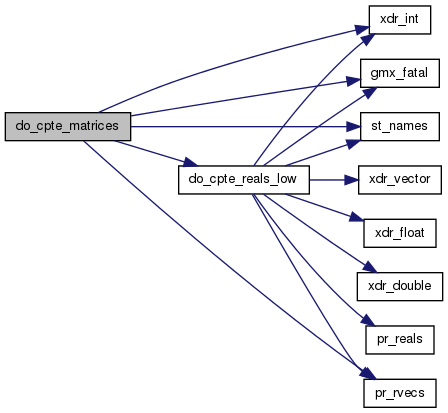 xdr_int
gmx_fatal
do_cpte_matrices
st_names
do_cpte_reals_low
xdr_vector
xdr_float
xdr_double
pr_reals
pr_rvecs